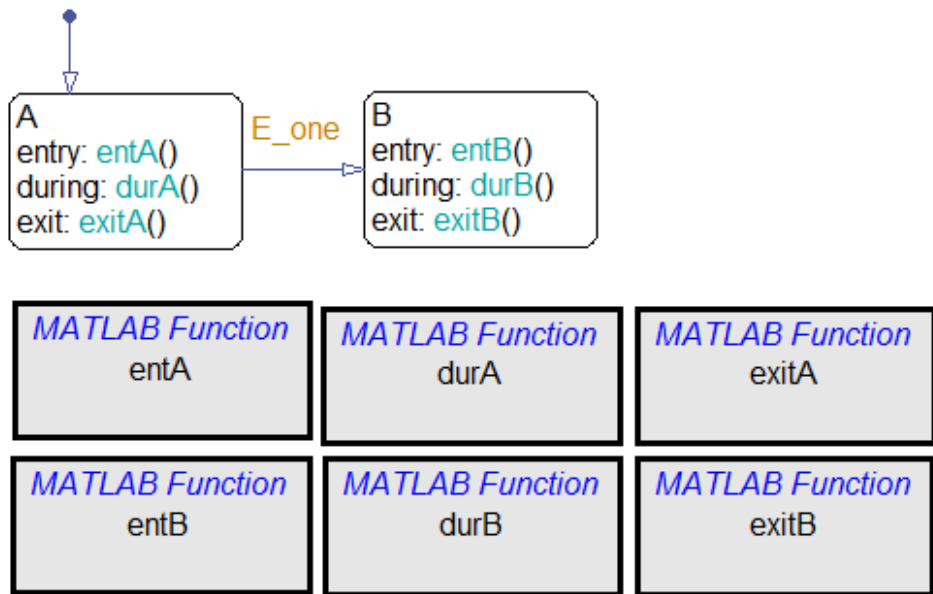 A
entry: entA()
during: durA()
exit: exitA()
E_one
B
entry: entB()
during: durB()
exit: exitB()
MATLAB Function
entA
MATLAB Function
durA
MATLAB Function
exitA
MATLAB Function
entB
MATLAB Function
durB
MATLAB Function
exitB